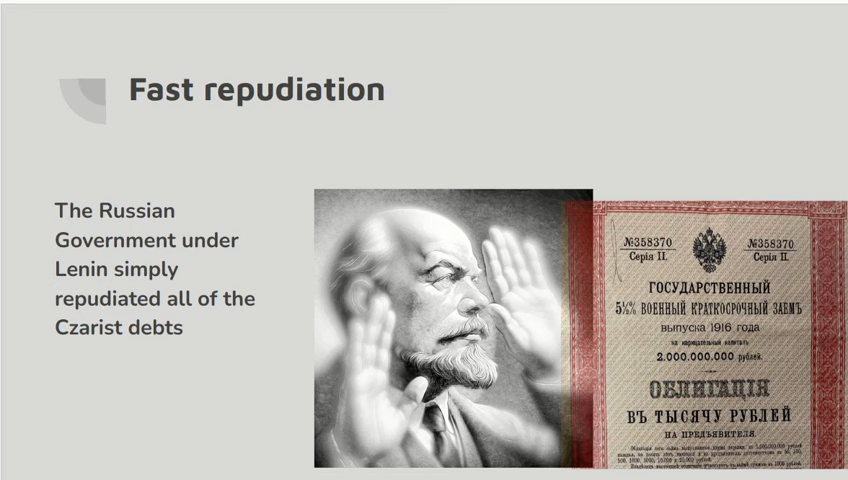 Fast repudiation
The Russian
Government under
Lenin simply
repudiated all of the
Czarist debts
№358370
Серія II.
№358370
Серія II.
ГОСУДАРСТВЕННЫЙ
5½% ВОЕННЫЙ КРАТКОСРОЧНЫЙ ЗАЕМЪ
выпуска 1916 года
на нарицательный капиталъ
2.000.000.000 рублей.
ОБЛИГАЦІЯ
ВЪ ТЫСЯЧУ РУБЛЕЙ
НА ПРЕДЪЯВИТЕЛЯ.